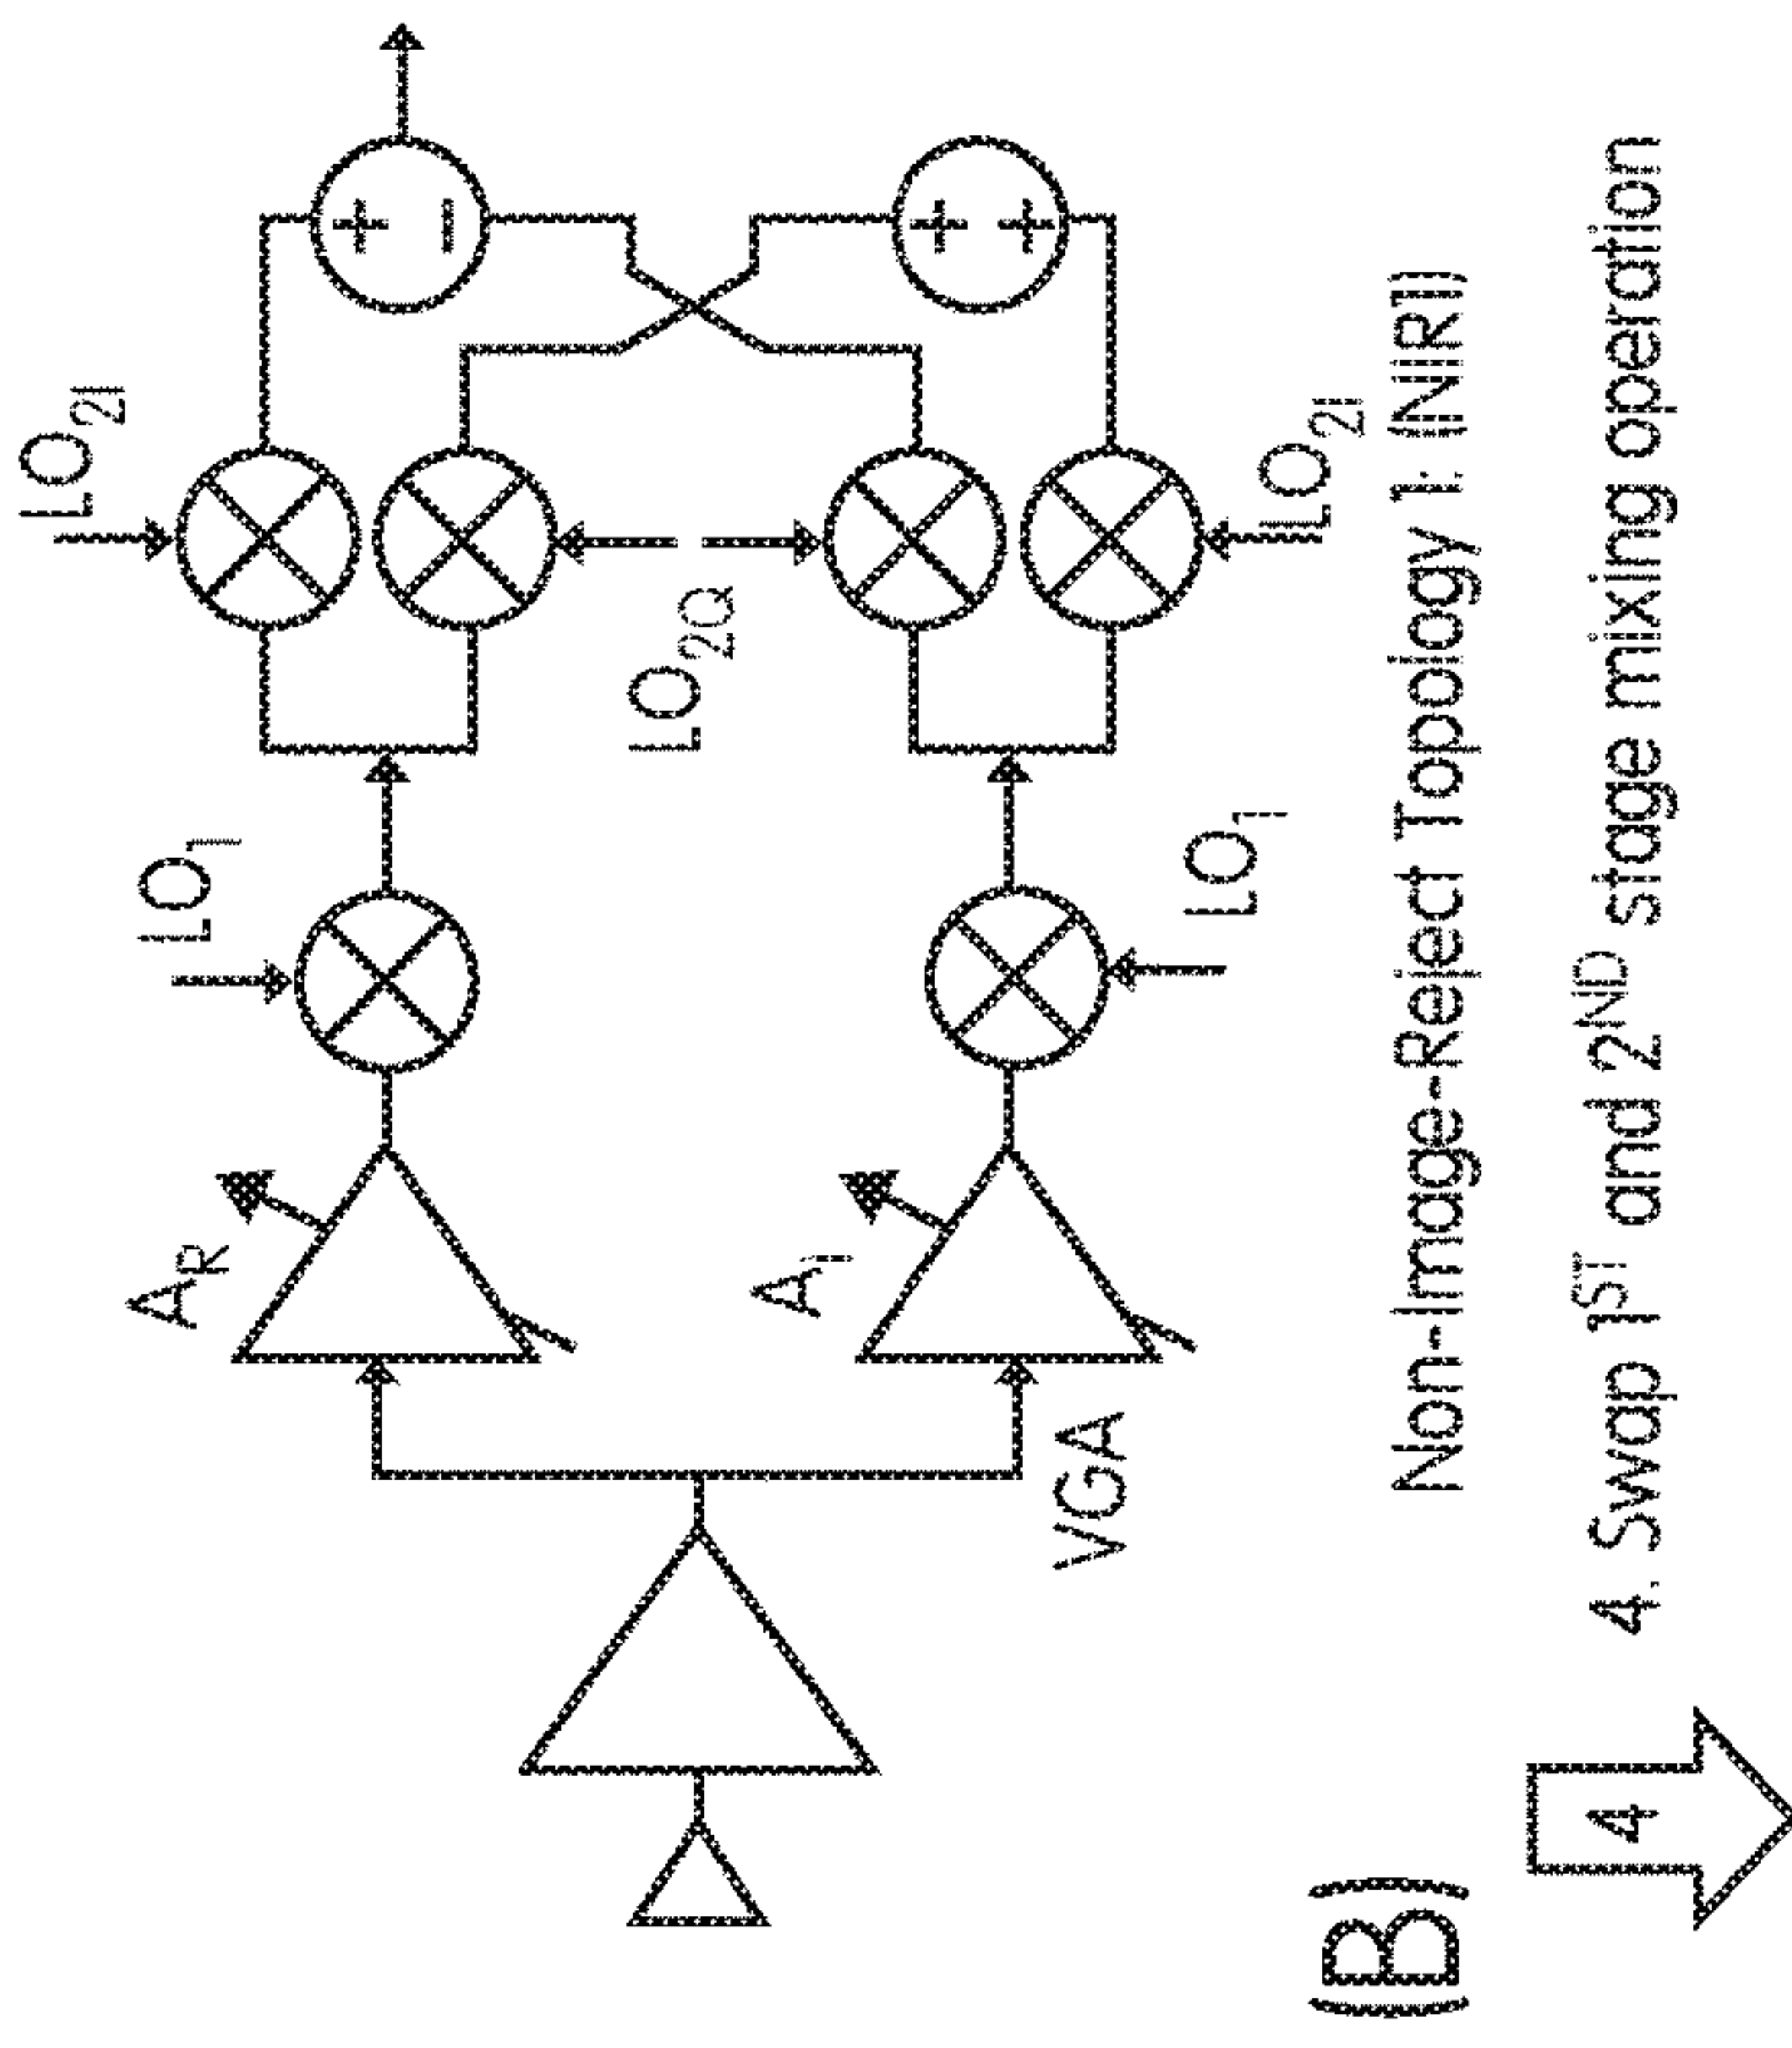 LO2I
LO1
AR
+
−
LO2Q
AI
+
+
VGA
LO1
LO2I
Non-Image-Reject Topology 1: (NIR1)
(B)
4
4. Swap 1ST and 2ND stage mixing operation